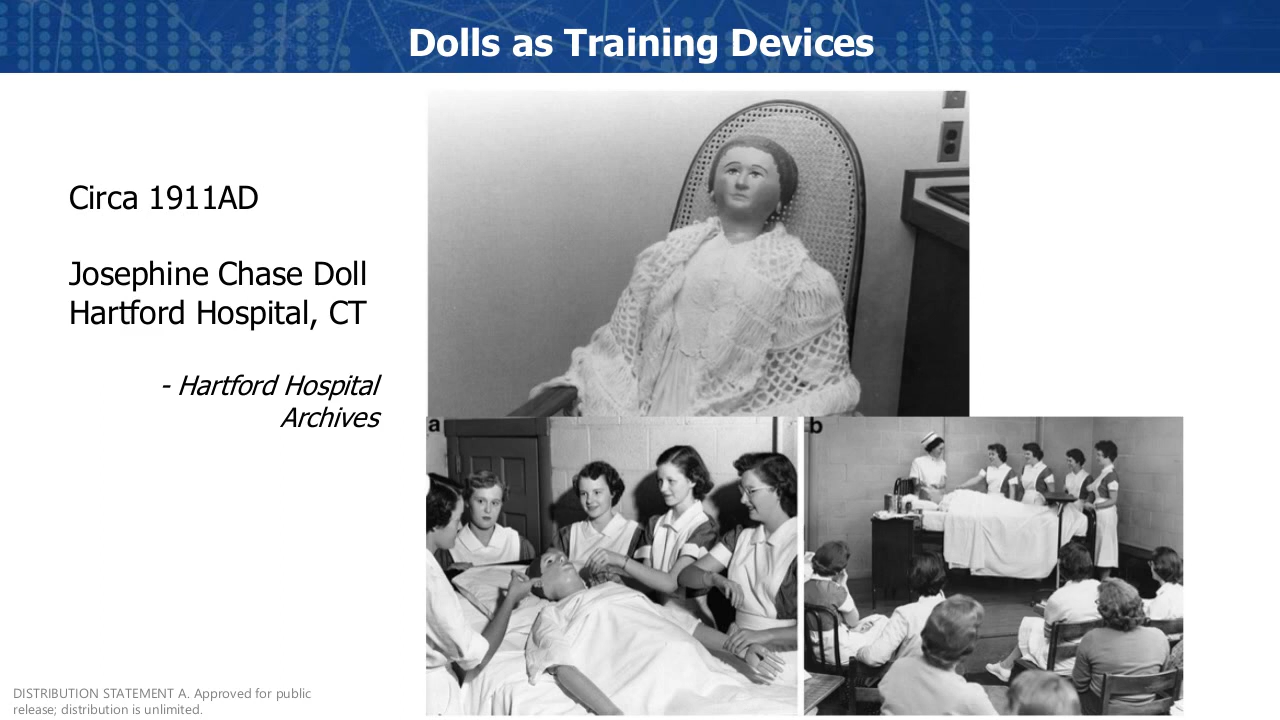 Dolls as Training Devices
Circa 1911AD
Josephine Chase Doll
Hartford Hospital, CT
- Hartford Hospital
Archives
a
b
DISTRIBUTION STATEMENT A. Approved for public
release; distribution is unlimited.